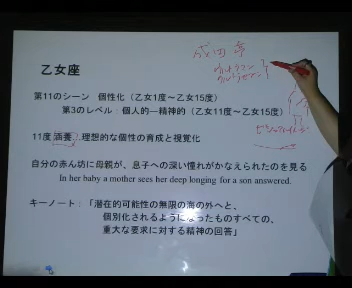 乙女座
第11のシーン 個性化（乙女1度～乙女15度）
第3のレベル：個人的－精神的（乙女11度～乙女15度）
11度 涵養：理想的な個性の育成と視覚化
自分の赤ん坊に母親が、息子への深い憧れがかなえられたのを見る
In her baby a mother sees her deep longing for a son answered.
キーノート：「潜在的可能性の無限の海の外へと、
個別化されるようになったものすべての、
重大な要求に対する精神の回答」